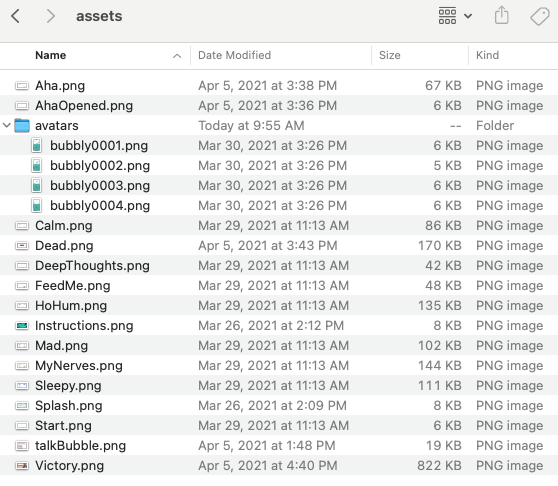 assets
Name Date Modified Size Kind
Aha.png Apr 5, 2021 at 3:38 PM 67 KB PNG image
AhaOpened.png Apr 5, 2021 at 3:36 PM 6 KB PNG image
avatars Today at 9:55 AM -- Folder
bubbly0001.png Mar 30, 2021 at 3:26 PM 6 KB PNG image
bubbly0002.png Mar 30, 2021 at 3:26 PM 5 KB PNG image
bubbly0003.png Mar 30, 2021 at 3:26 PM 6 KB PNG image
bubbly0004.png Mar 30, 2021 at 3:26 PM 6 KB PNG image
Calm.png Mar 29, 2021 at 11:13 AM 86 KB PNG image
Dead.png Apr 5, 2021 at 3:43 PM 170 KB PNG image
DeepThoughts.png Mar 29, 2021 at 11:13 AM 42 KB PNG image
FeedMe.png Mar 29, 2021 at 11:13 AM 48 KB PNG image
HoHum.png Mar 29, 2021 at 11:13 AM 135 KB PNG image
Instructions.png Mar 26, 2021 at 2:12 PM 8 KB PNG image
Mad.png Mar 29, 2021 at 11:13 AM 102 KB PNG image
MyNerves.png Mar 29, 2021 at 11:13 AM 144 KB PNG image
Sleepy.png Mar 29, 2021 at 11:13 AM 111 KB PNG image
Splash.png Mar 26, 2021 at 2:09 PM 8 KB PNG image
Start.png Mar 29, 2021 at 11:13 AM 6 KB PNG image
talkBubble.png Apr 5, 2021 at 1:48 PM 19 KB PNG image
Victory.png Apr 5, 2021 at 4:40 PM 822 KB PNG image